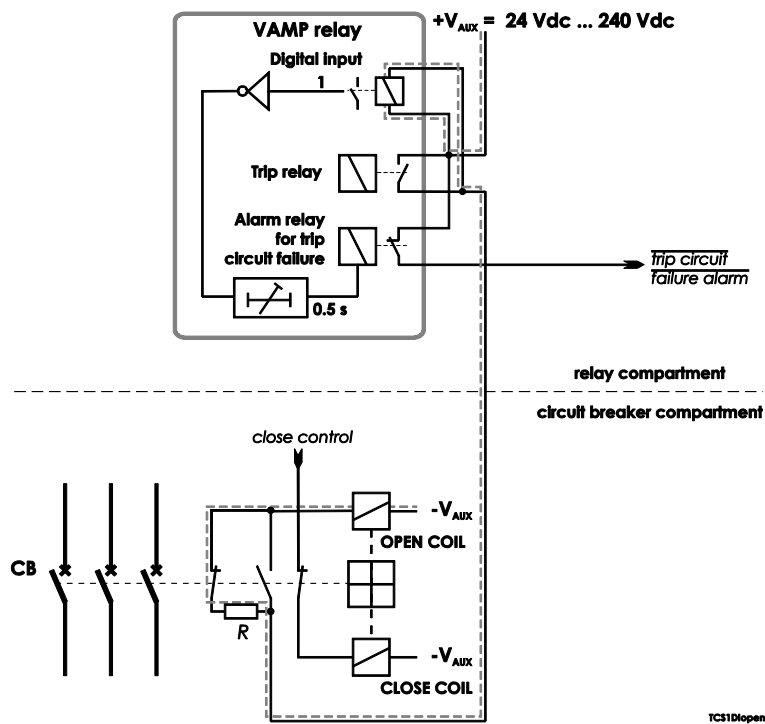 VAMP relay
+VAUX = 24 Vdc ... 240 Vdc
Digital input
1
Trip relay
Alarm relay
for trip
circuit failure
0.5 s
trip circuit
failure alarm
relay compartment
circuit breaker compartment
close control
-VAUX
OPEN COIL
CB
R
-VAUX
CLOSE COIL
TCS1DIopen